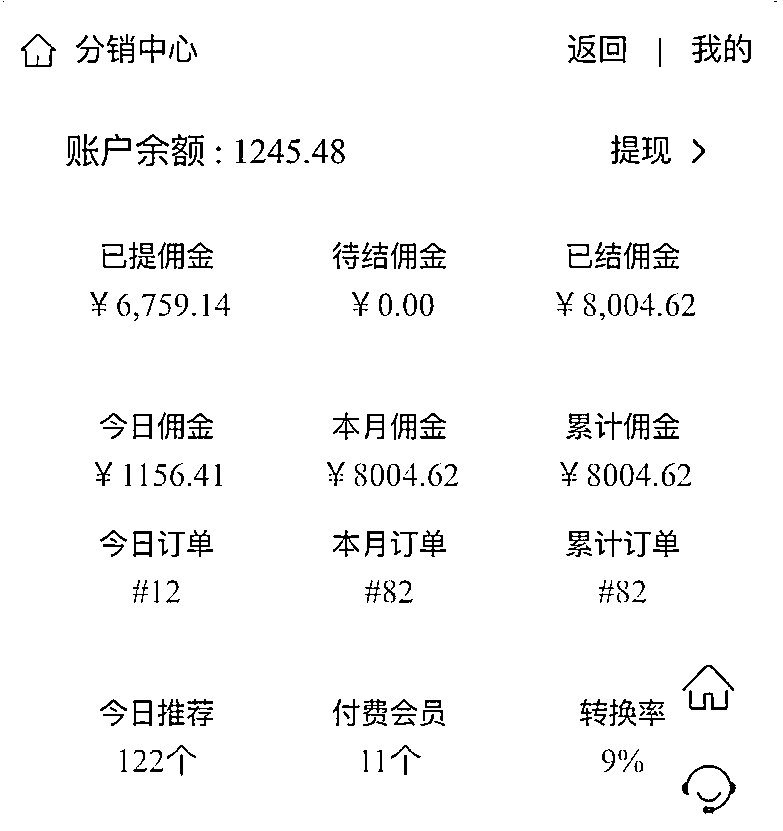 分销中心 返回 | 我的
账户余额 : 1245.48 提现 >
已提佣金 待结佣金 已结佣金
¥ 6,759.14 ¥ 0.00 ¥ 8,004.62
今日佣金 本月佣金 累计佣金
¥ 1156.41 ¥ 8004.62 ¥ 8004.62
今日订单 本月订单 累计订单
#12 #82 #82
今日推荐 付费会员 转换率
122个 11个 9%